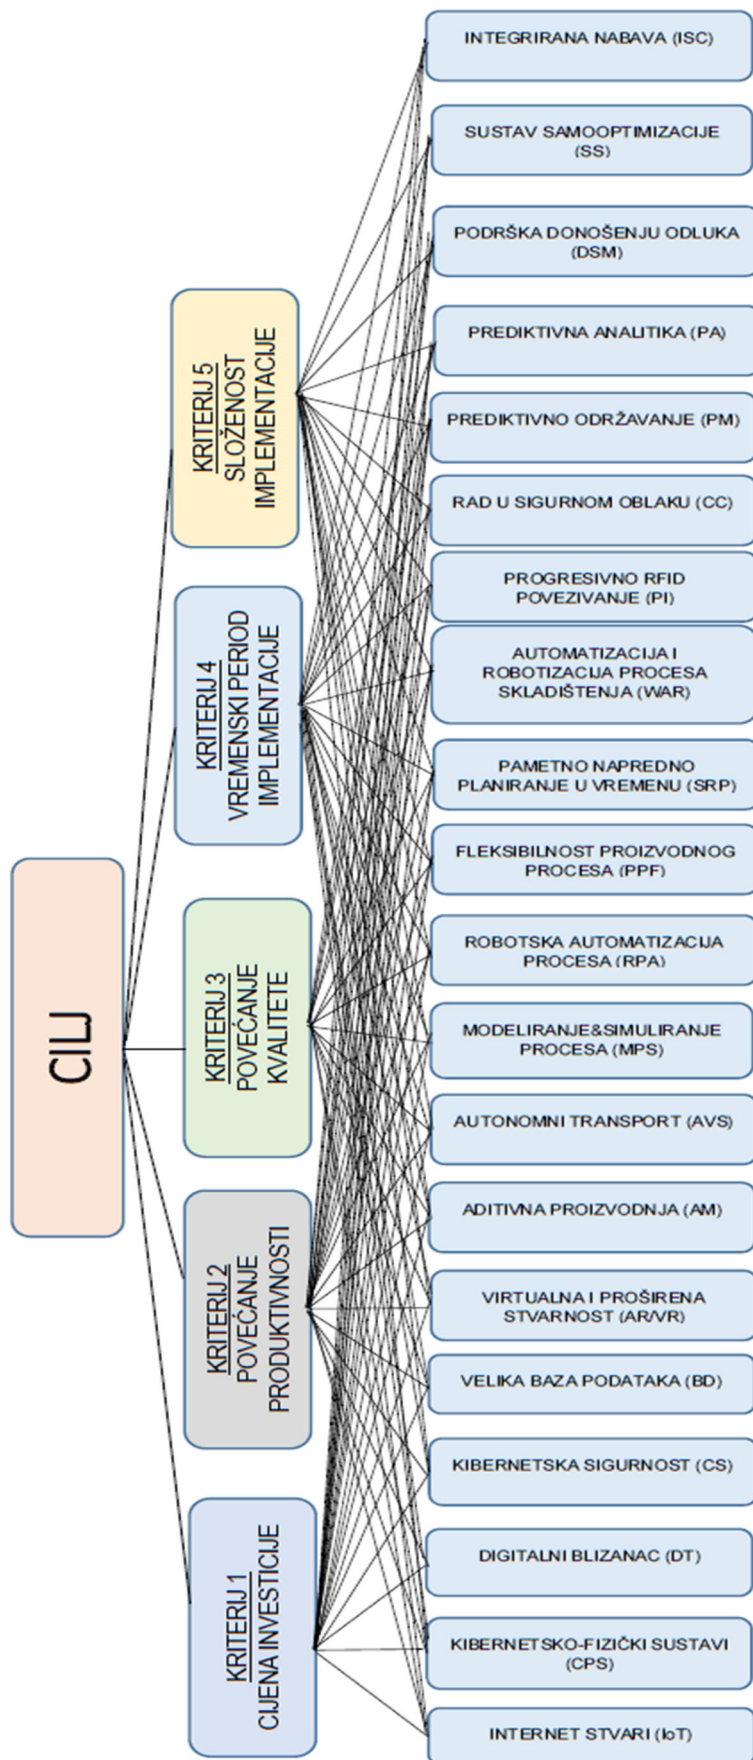 CILJ
KRITERIJ 1
CIJENA INVESTICIJE
KRITERIJ 2
POVEĆANJE
PRODUKTIVNOSTI
KRITERIJ 3
POVEĆANJE
KVALITETE
KRITERIJ 4
VREMENSKI PERIOD
IMPLEMENTACIJE
KRITERIJ 5
SLOŽENOST
IMPLEMENTACIJE
INTEGRIRANA NABAVA (ISC)
SUSTAV SAMOOPTIMIZACIJE
(SS)
PODRŠKA DONOŠENJU ODLUKA
(DSM)
PREDIKTIVNA ANALITIKA (PA)
PREDIKTIVNO ODRŽAVANJE (PM)
RAD U SIGURNOM OBLAKU (CC)
PROGRESIVNO RFID
POVEZIVANJE (PI)
AUTOMATIZACIJA I
ROBOTIZACIJA PROCESA
SKLADIŠTENJA (WAR)
PAMETNO NAPREDNO
PLANIRANJE U VREMENU (SRP)
FLEKSIBILNOST PROIZVODNOG
PROCESA (PPF)
ROBOTSKA AUTOMATIZACIJA
PROCESA (RPA)
MODELIRANJE&SIMULIRANJE
PROCESA (MPS)
AUTONOMNI TRANSPORT (AVS)
ADITIVNA PROIZVODNJA (AM)
VIRTUALNA I PROŠIRENA
STVARNOST (AR/VR)
VELIKA BAZA PODATAKA (BD)
KIBERNETSKA SIGURNOST (CS)
DIGITALNI BLIZANAC (DT)
KIBERNETSKO-FIZIČKI SUSTAVI
(CPS)
INTERNET STVARI (IoT)